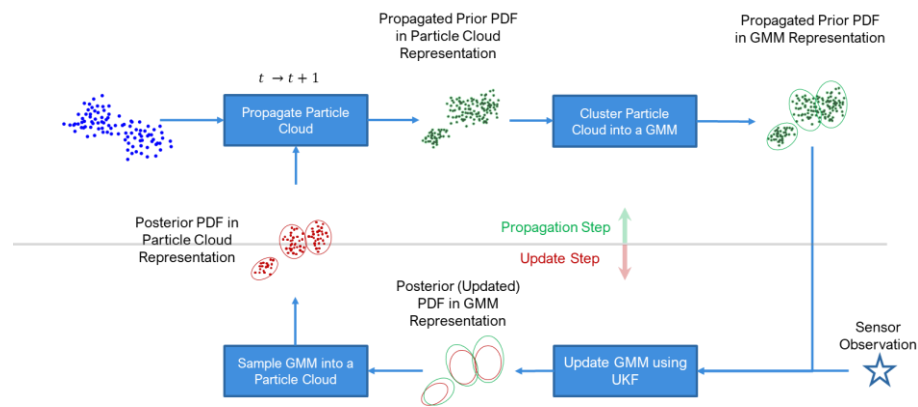 Propagated Prior PDF
in Particle Cloud
Representation
Propagated Prior PDF
in GMM Representation
t → t + 1
Propagate Particle
Cloud
Cluster Particle
Cloud into a GMM
Posterior PDF in
Particle Cloud
Representation
Propagation Step
Update Step
Posterior (Updated)
PDF in GMM
Representation
Sensor
Observation
Sample GMM into a
Particle Cloud
Update GMM using
UKF